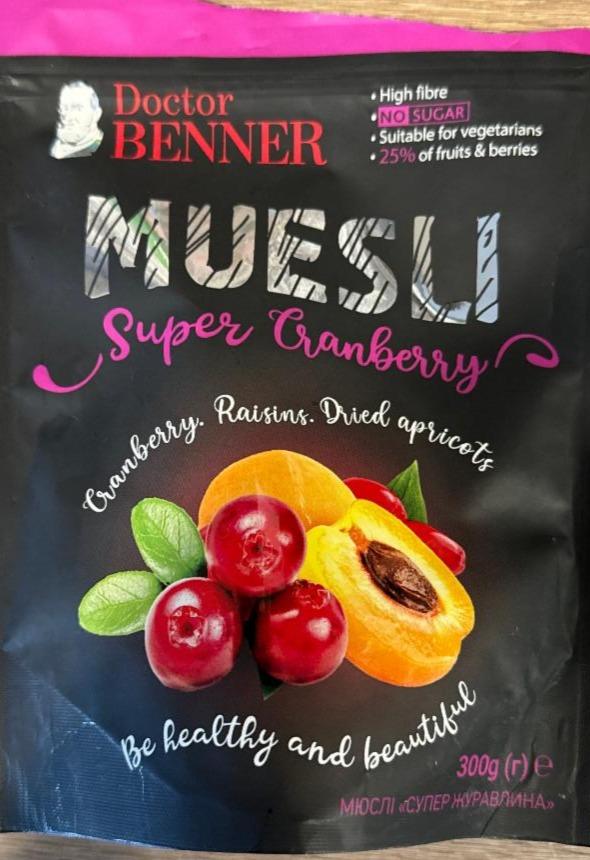 Doctor
BENNER
• High fibre
• NO SUGAR
• Suitable for vegetarians
• 25% of fruits & berries
MUESLI
Super Cranberry
Cranberry. Raisins. Dried apricots
Be healthy and beautiful
300g (г) e
МЮСЛІ «СУПЕР ЖУРАВЛИНА»